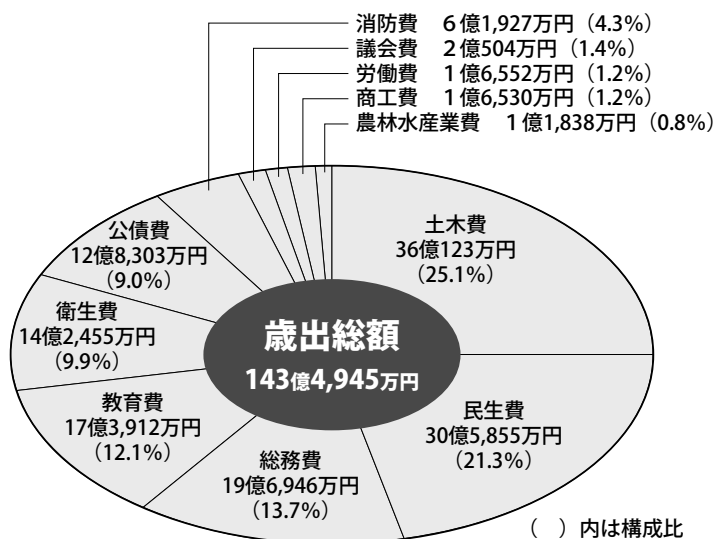 消防費　6億1,927万円（4.3%）
議会費　2億504万円（1.4%）
労働費　1億6,552万円（1.2%）
商工費　1億6,530万円（1.2%）
農林水産業費　1億1,838万円（0.8%）
土木費
36億123万円
（25.1%）
公債費
12億8,303万円
（9.0%）
衛生費
14億2,455万円
（9.9%）
歳出総額
143億4,945万円
教育費
17億3,912万円
（12.1%）
民生費
30億5,855万円
（21.3%）
総務費
19億6,946万円
（13.7%）
（　）内は構成比